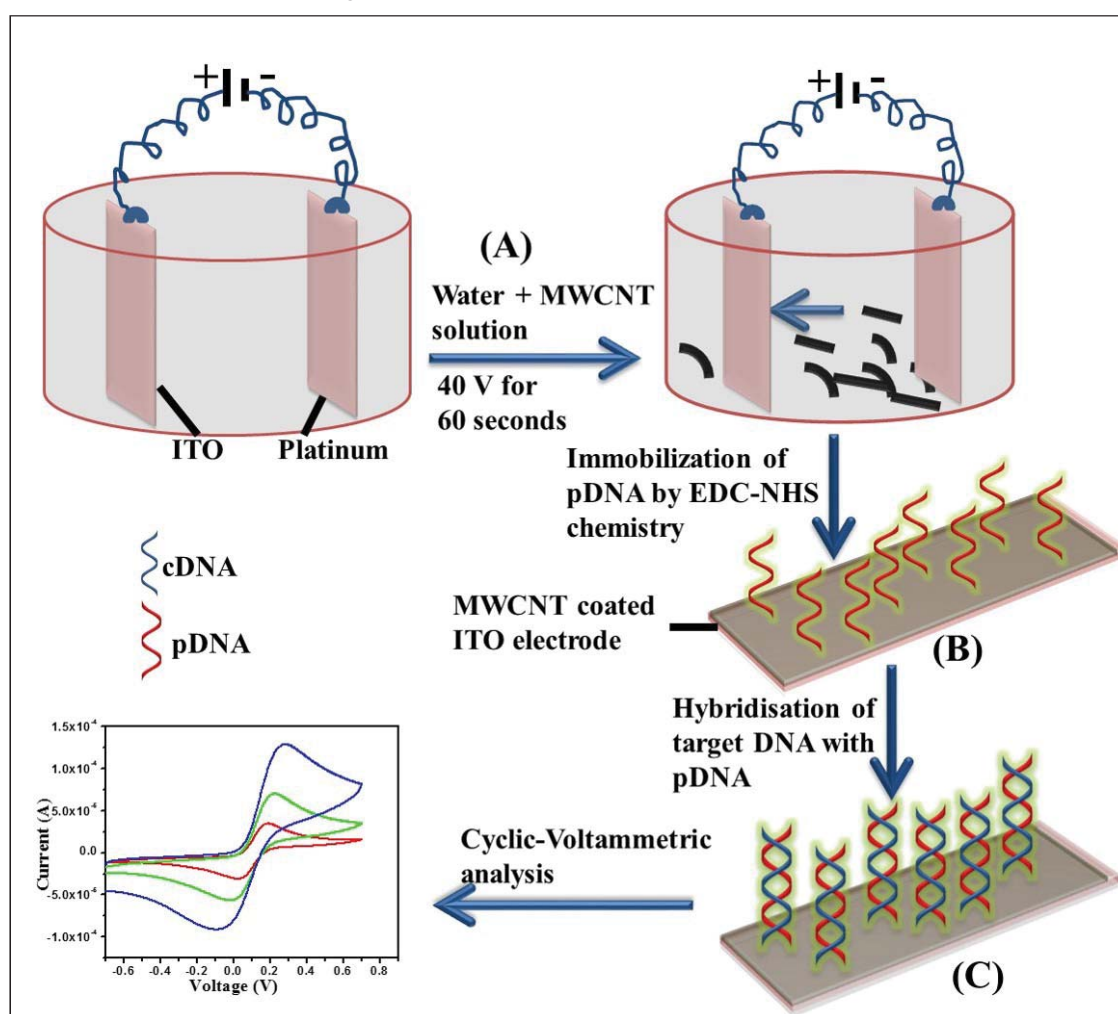 + -
+ -
(A)
Water + MWCNT
solution
40 V for
60 seconds
ITO
Platinum
Immobilization of
pDNA by EDC-NHS
chemistry
cDNA
pDNA
MWCNT coated
ITO electrode
(B)
Hybridisation of
target DNA with
pDNA
Cyclic-Voltammetric
analysis
(C)
1.5x10-4
1.0x10-4
5.0x10-6
0.0
-5.0x10-6
-1.0x10-4
Current (A)
-0.6 -0.4 -0.2 0.0 0.2 0.4 0.6 0.8
Voltage (V)